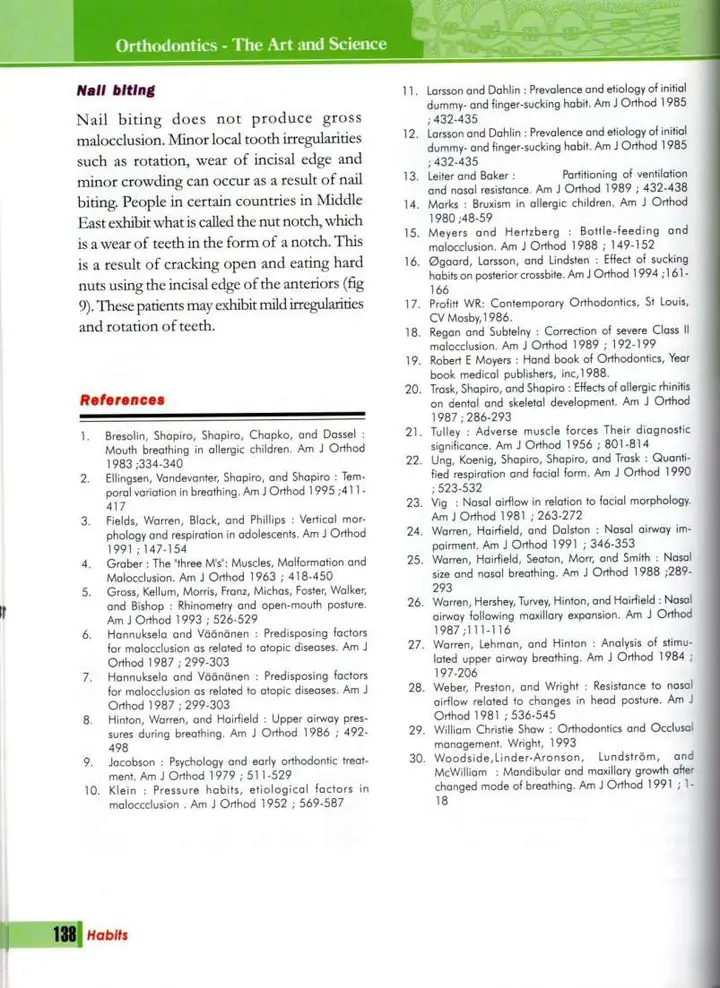 Orthodontics - The Art and Science
Nail biting
Nail biting does not produce gross
malocclusion. Minor local tooth irregularities
such as rotation, wear of incisal edge and
minor crowding can occur as a result of nail
biting. People in certain countries in Middle
East exhibit what is called the nut notch, which
is a wear of teeth in the form of a notch. This
is a result of cracking open and eating hard
nuts using the incisal edge of the anteriors (fig
9). These patients may exhibit mild irregularities
and rotation of teeth.
References
1. Bresolin, Shapiro, Shapiro, Chapko, and Dassel :
Mouth breathing in allergic children. Am J Orthod
1983 ;334-340
2. Ellingsen, Vandevanter, Shapiro, and Shapiro : Tem-
poral variation in breathing. Am J Orthod 1995 ;411-
417
3. Fields, Warren, Black, and Phillips : Vertical mor-
phology and respiration in adolescents. Am J Orthod
1991 ; 147-154
4. Graber : The "three M's": Muscles, Malformation and
Malocclusion. Am J Orthod 1963 ; 418-450
5. Gross, Kellum, Morris, Franz, Michas, Foster, Walker,
and Bishop : Rhinometry and open-mouth posture.
Am J Orthod 1993 ; 526-529
6. Hannuksela and Väänänen : Predisposing factors
for malocclusion as related to atopic diseases. Am J
Orthod 1987 ; 299-303
7. Hannuksela and Väänänen : Predisposing factors
for malocclusion as related to atopic diseases. Am J
Orthod 1987 ; 299-303
8. Hinton, Warren, and Hairfield : Upper airway pres-
sures during breathing. Am J Orthod 1986 ; 492-
498
9. Jacobson : Psychology and early orthodontic treat-
ment. Am J Orthod 1979 ; 511-529
10. Klein : Pressure habits, etiological factors in
maloccclusion . Am J Orthod 1952 ; 569-587
11. Larsson and Dahlin : Prevalence and etiology of initial
dummy- and finger-sucking habit. Am J Orthod 1985
; 432-435
12. Larsson and Dahlin : Prevalence and etiology of initial
dummy- and finger-sucking habit. Am J Orthod 1985
; 432-435
13. Leiter and Baker : Partitioning of ventilation
and nasal resistance. Am J Orthod 1989 ; 432-438
14. Marks : Bruxism in allergic children. Am J Orthod
1980 ;48-59
15. Meyers and Hertzberg : Bottle-feeding and
malocclusion. Am J Orthod 1988 ; 149-152
16. Øgaard, Larsson, and Lindsten : Effect of sucking
habits on posterior crossbite. Am J Orthod 1994 ;161-
166
17. Profitt WR: Contemporary Orthodontics, St Louis,
CV Mosby,1986.
18. Regan and Subtelny : Correction of severe Class II
malocclusion. Am J Orthod 1989 ; 192-199
19. Robert E Moyers : Hand book of Orthodontics, Year
book medical publishers, inc,1988.
20. Trask, Shapiro, and Shapiro : Effects of allergic rhinitis
on dental and skeletal development. Am J Orthod
1987 ; 286-293
21. Tulley : Adverse muscle forces Their diagnostic
significance. Am J Orthod 1956 ; 801-814
22. Ung, Koenig, Shapiro, Shapiro, and Trask : Quanti-
fied respiration and facial form. Am J Orthod 1990
; 523-532
23. Vig : Nasal airflow in relation to facial morphology.
Am J Orthod 1981 ; 263-272
24. Warren, Hairfield, and Dalston : Nasal airway im-
pairment. Am J Orthod 1991 ; 346-353
25. Warren, Hairfield, Seaton, Morr, and Smith : Nasal
size and nasal breathing. Am J Orthod 1988 ;289-
293
26. Warren, Hershey, Turvey, Hinton, and Hairfield : Nasal
airway following maxillary expansion. Am J Orthod
1987 ;111-116
27. Warren, Lehman, and Hinton : Analysis of stimu-
lated upper airway breathing. Am J Orthod 1984 ;
197-206
28. Weber, Preston, and Wright : Resistance to nasal
airflow related to changes in head posture. Am J
Orthod 1981 ; 536-545
29. William Christie Shaw : Orthodontics and Occlusal
management. Wright, 1993
30. Woodside,Linder-Aronson, Lundström, and
McWilliam : Mandibular and maxillary growth after
changed mode of breathing. Am J Orthod 1991 ; 1-
18
138 Habits